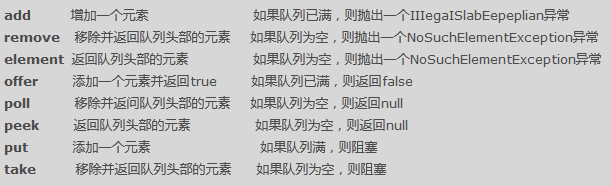 add 增加一个元索 如果队列已满，则抛出一个IIIegaISlabEepeplian异常
remove 移除并返回队列头部的元素 如果队列为空，则抛出一个NoSuchElementException异常
element 返回队列头部的元素 如果队列为空，则抛出一个NoSuchElementException异常
offer 添加一个元素并返回true 如果队列已满，则返回false
poll 移除并返问队列头部的元素 如果队列为空，则返回null
peek 返回队列头部的元素 如果队列为空，则返回null
put 添加一个元素 如果队列满，则阻塞
take 移除并返回队列头部的元素 如果队列为空，则阻塞